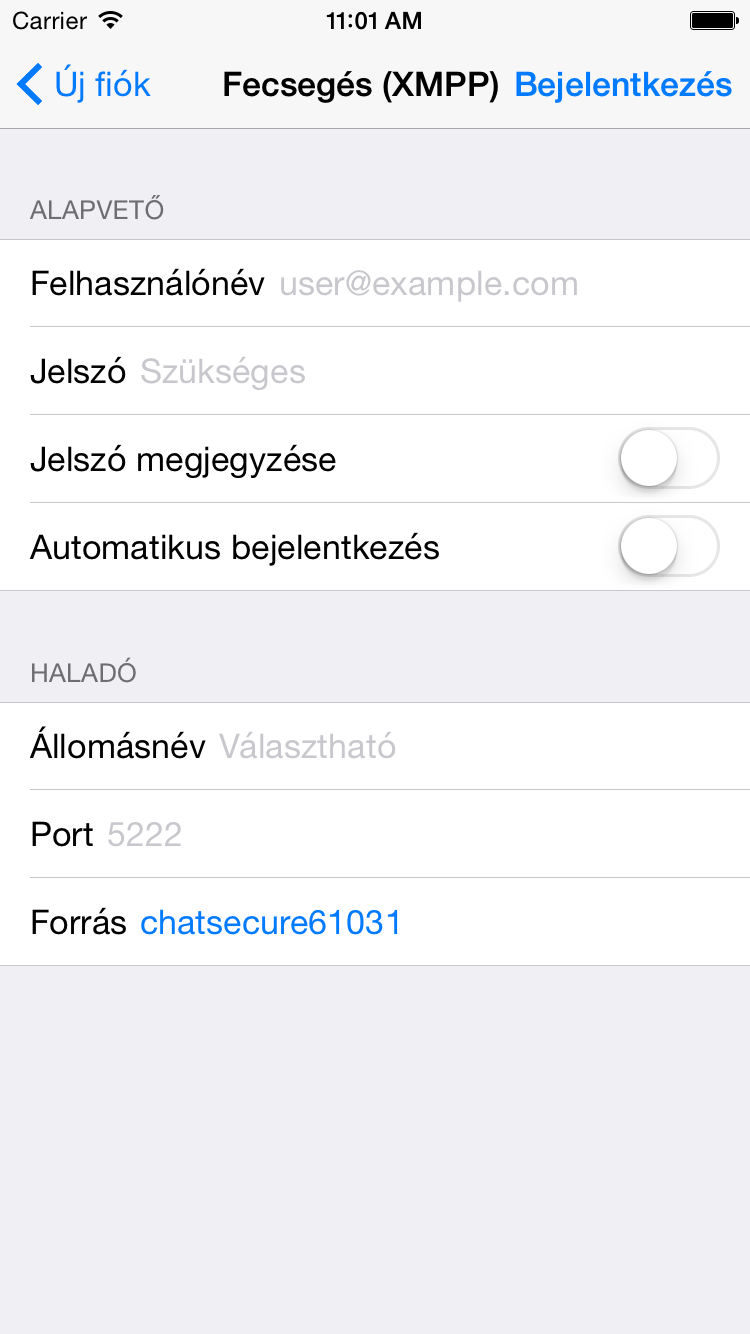 Carrier 11:01 AM
Új fiók Fecsegés (XMPP) Bejelentkezés
ALAPVETŐ
Felhasználónév user@example.com
Jelszó Szükséges
Jelszó megjegyzése
Automatikus bejelentkezés
HALADÓ
Állomásnév Választható
Port 5222
Forrás chatsecure61031